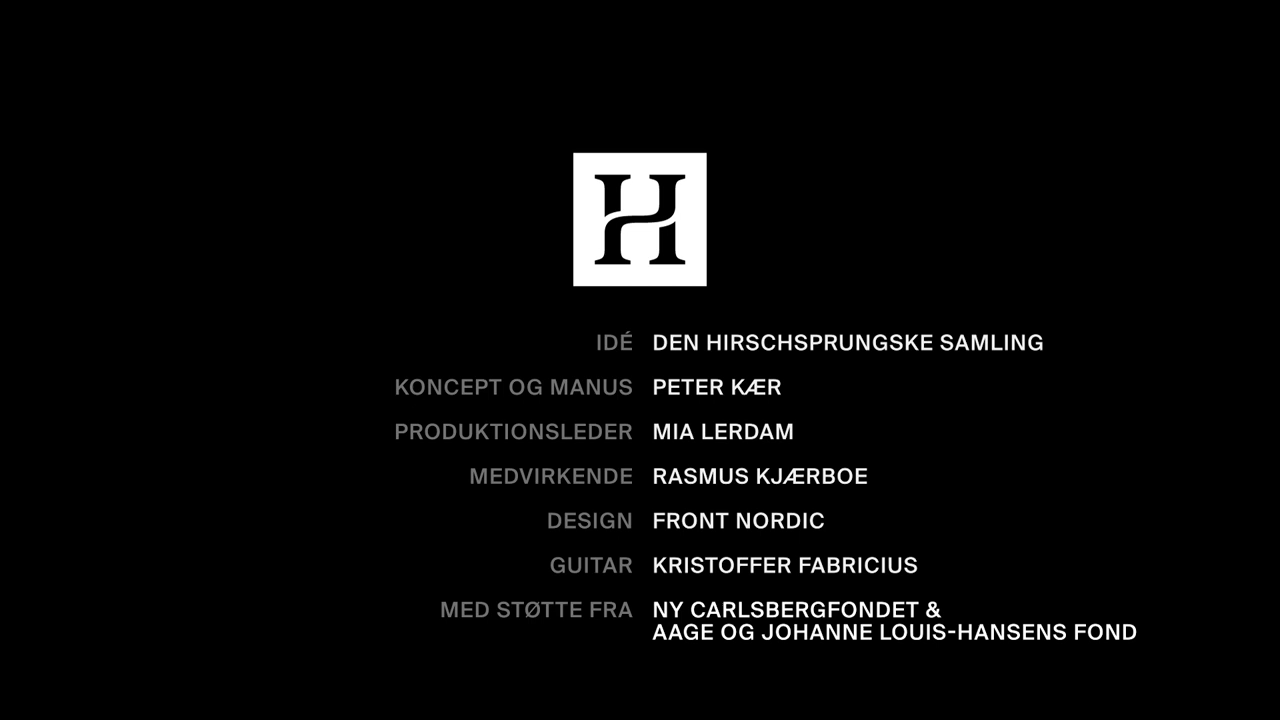 H
IDÉ DEN HIRSCHSPRUNGSKE SAMLING
KONCEPT OG MANUS PETER KÆR
PRODUKTIONSLEDER MIA LERDAM
MEDVIRKENDE RASMUS KJÆRBOE
DESIGN FRONT NORDIC
GUITAR KRISTOFFER FABRICIUS
MED STØTTE FRA NY CARLSBERGFONDET &
AAGE OG JOHANNE LOUIS-HANSENS FOND